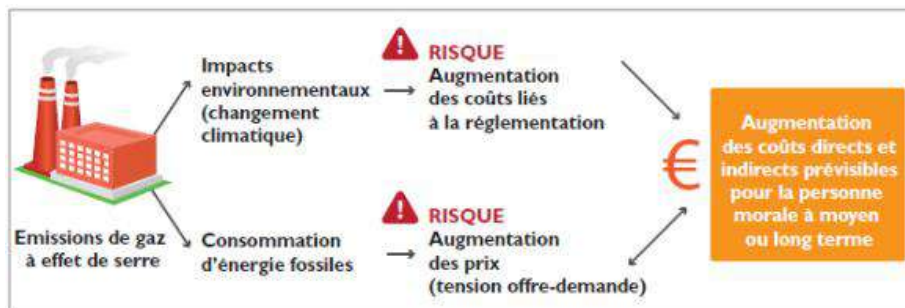 Emissions de gaz
à effet de serre
Impacts
environnementaux
(changement
climatique)
RISQUE
Augmentation
des coûts liés
à la réglementation
Consommation
d'énergie fossiles
RISQUE
Augmentation
des prix
(tension offre-demande)
€
Augmentation
des coûts directs et
indirects prévisibles
pour la personne
morale à moyen
ou long terme